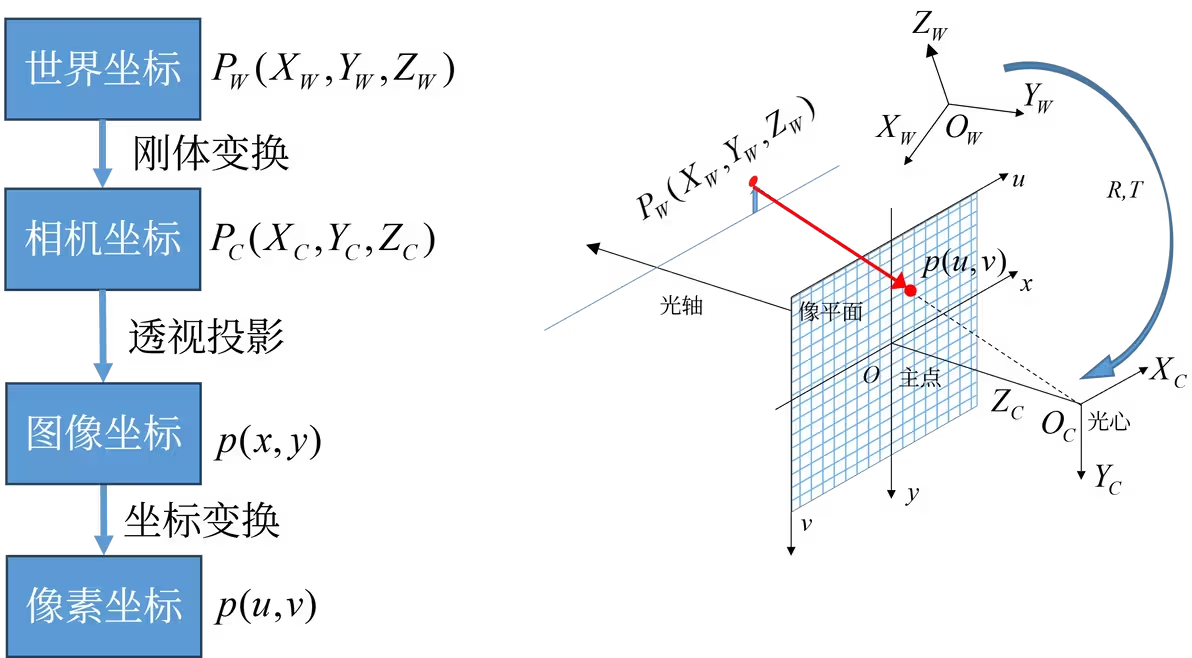 世界坐标
P_W(X_W,Y_W,Z_W)
刚体变换
相机坐标
P_C(X_C,Y_C,Z_C)
透视投影
图像坐标
p(x,y)
坐标变换
像素坐标
p(u,v)
Z_W
Y_W
X_W
O_W
P_W(X_W,Y_W,Z_W)
u
R,T
p(u,v)
x
光轴
像平面
O
主点
Z_C
X_C
O_C
光心
Y_C
y
v